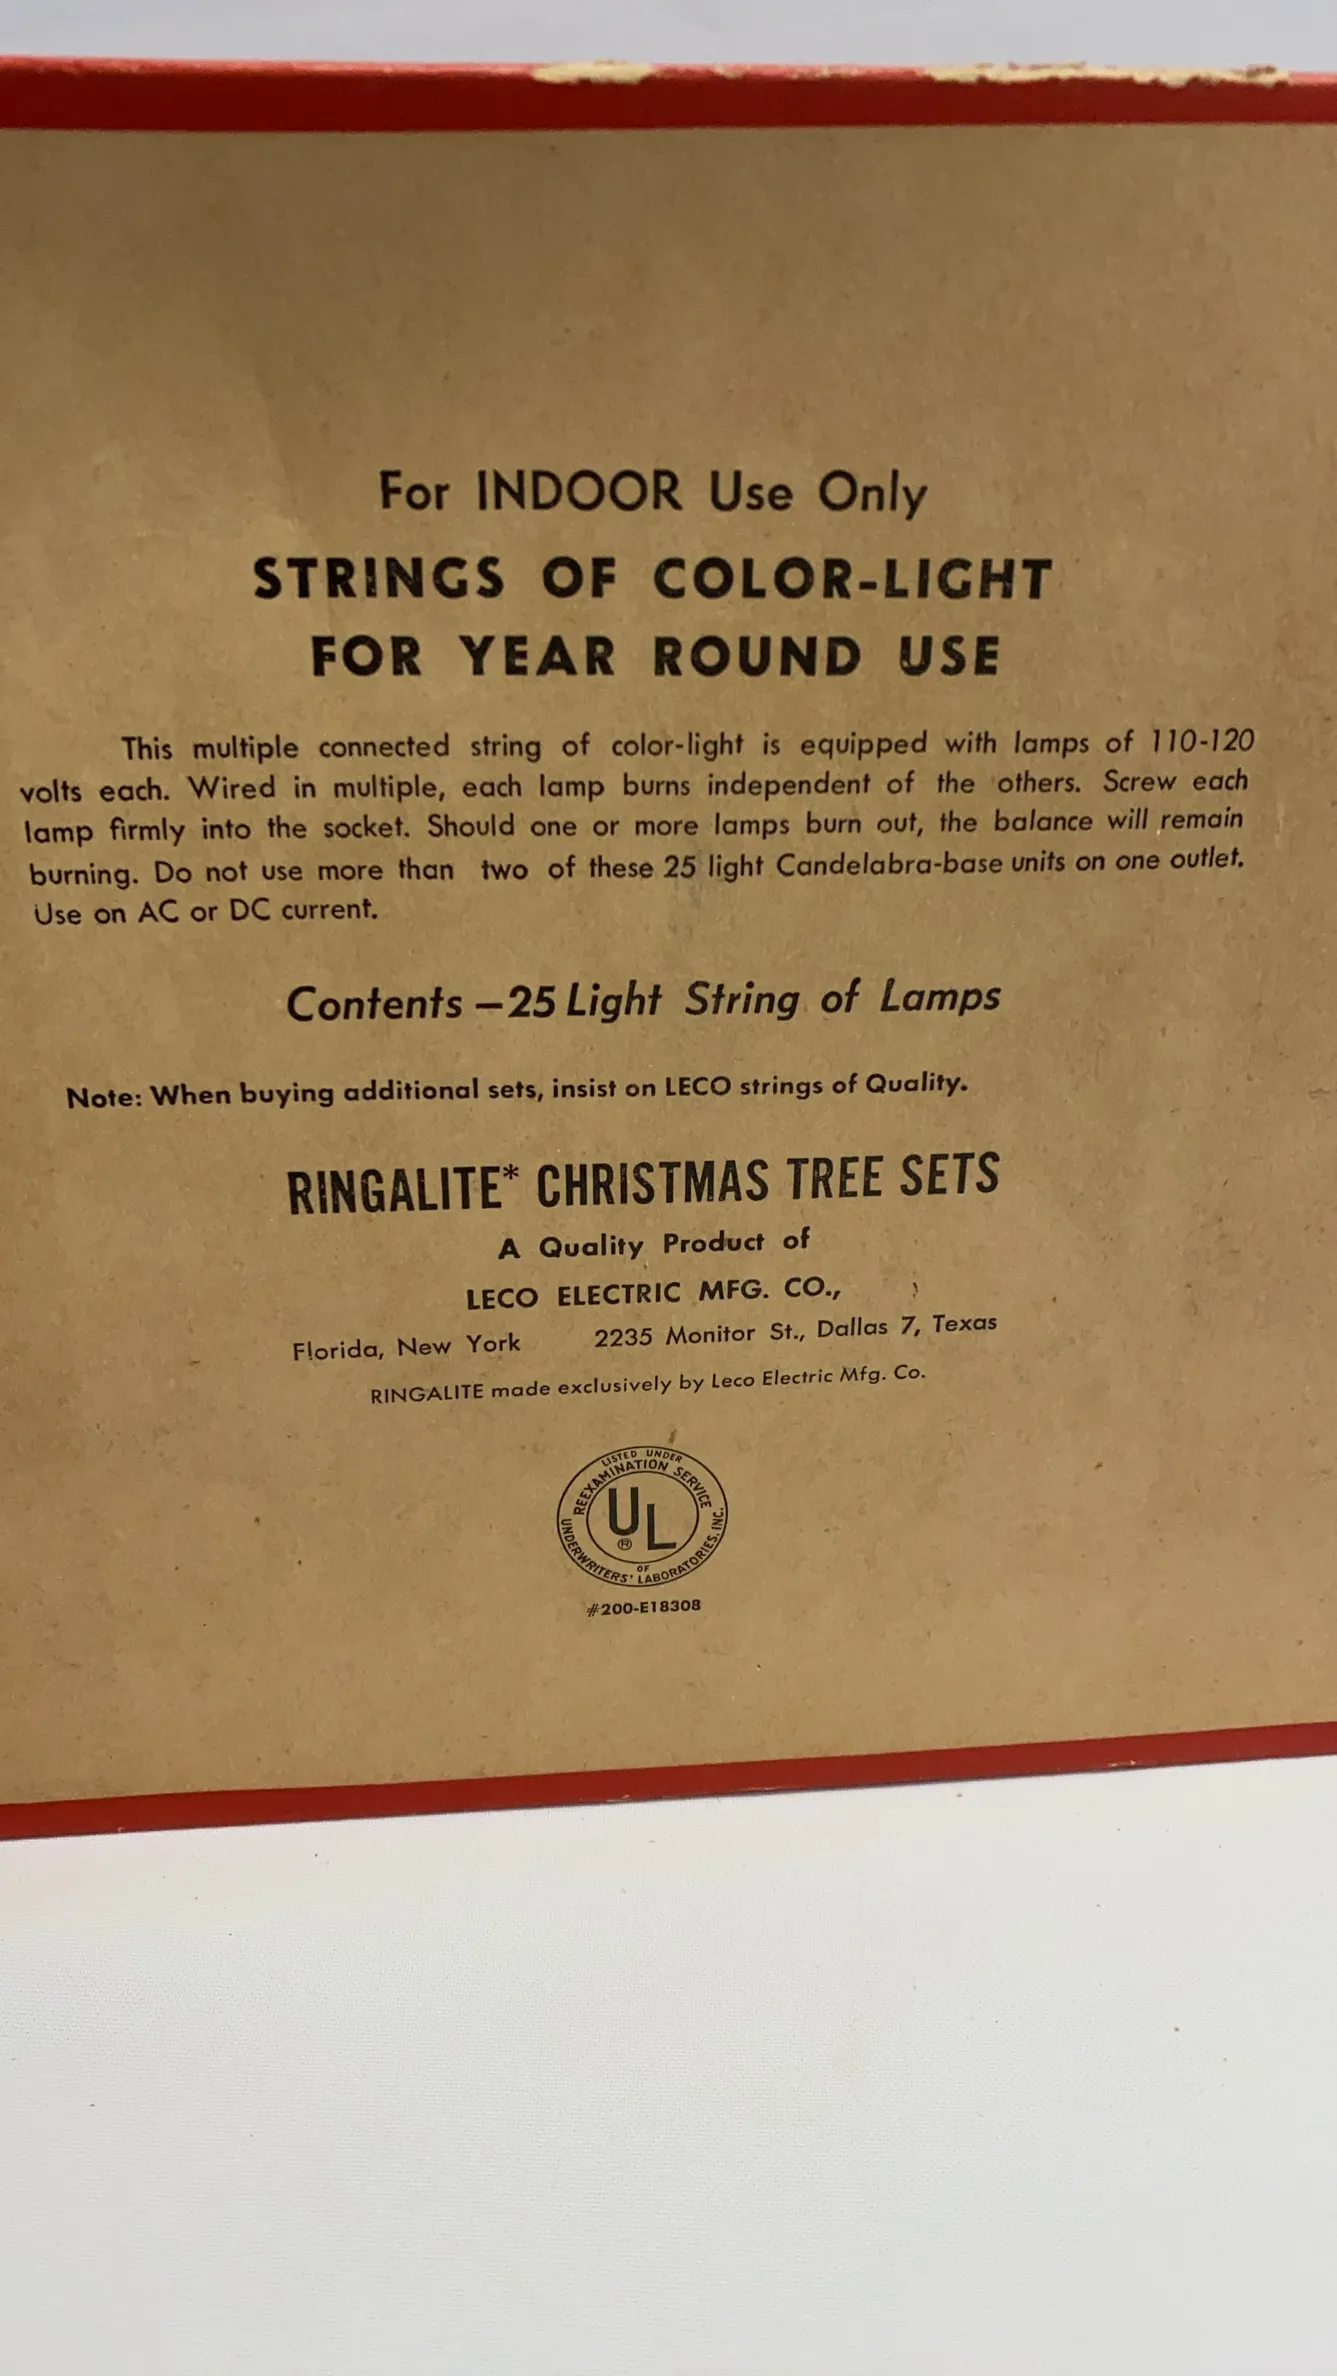 For INDOOR Use Only
STRINGS OF COLOR-LIGHT
FOR YEAR ROUND USE
This multiple connected string of color-light is equipped with lamps of 110-120
volts each. Wired in multiple, each lamp burns independent of the others. Screw each
lamp firmly into the socket. Should one or more lamps burn out, the balance will remain
burning. Do not use more than two of these 25 light Candelabra-base units on one outlet.
Use on AC or DC current.
Contents – 25 Light String of Lamps
Note: When buying additional sets, insist on LECO strings of Quality.
RINGALITE* CHRISTMAS TREE SETS
A Quality Product of
LECO ELECTRIC MFG. CO.,
Florida, New York 2235 Monitor St., Dallas 7, Texas
RINGALITE made exclusively by Leco Electric Mfg. Co.
LISTED UNDER
REEXAMINATION SERVICE
UL ®
OF
UNDERWRITERS' LABORATORIES, INC.
#200-E18308